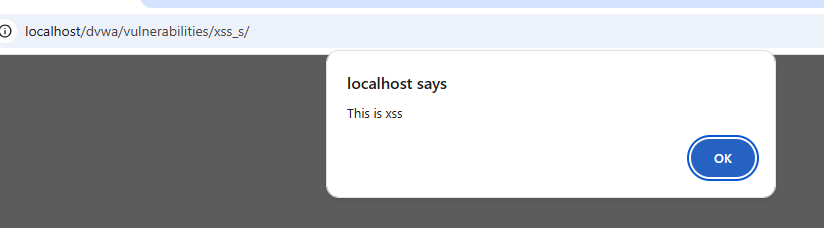 localhost/dvwa/vulnerabilities/xss_s/
localhost says
This is xss
OK